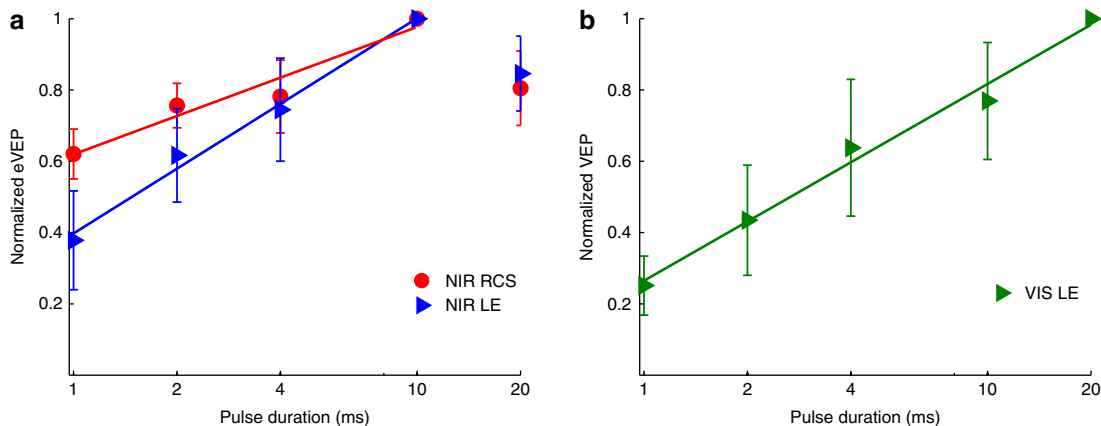 a
Normalized eVEP
1
0.8
0.6
0.4
0.2
NIR RCS
NIR LE
1 2 4 10 20
Pulse duration (ms)
b
Normalized VEP
1
0.8
0.6
0.4
0.2
VIS LE
1 2 4 10 20
Pulse duration (ms)